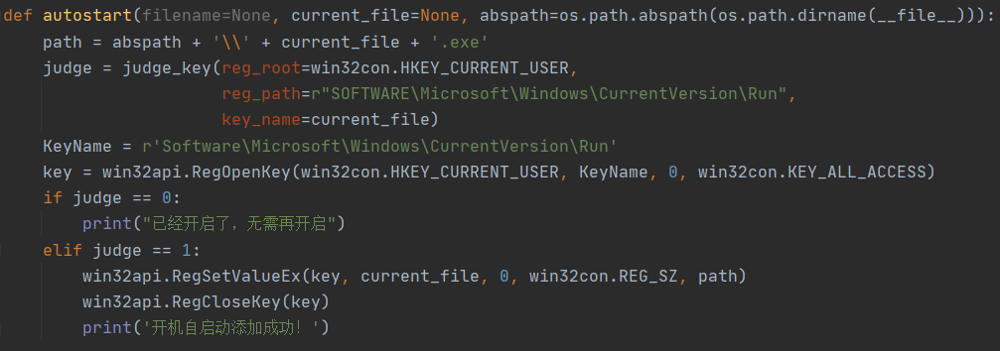 def autostart(filename=None, current_file=None, abspath=os.path.abspath(os.path.dirname(__file__))):
    path = abspath + '\\' + current_file + '.exe'
    judge = judge_key(reg_root=win32con.HKEY_CURRENT_USER,
                      reg_path=r"SOFTWARE\Microsoft\Windows\CurrentVersion\Run",
                      key_name=current_file)
    KeyName = r'Software\Microsoft\Windows\CurrentVersion\Run'
    key = win32api.RegOpenKey(win32con.HKEY_CURRENT_USER, KeyName, 0, win32con.KEY_ALL_ACCESS)
    if judge == 0:
        print("已经开启了，无需再开启")
    elif judge == 1:
        win32api.RegSetValueEx(key, current_file, 0, win32con.REG_SZ, path)
        win32api.RegCloseKey(key)
        print('开机自启动添加成功！')